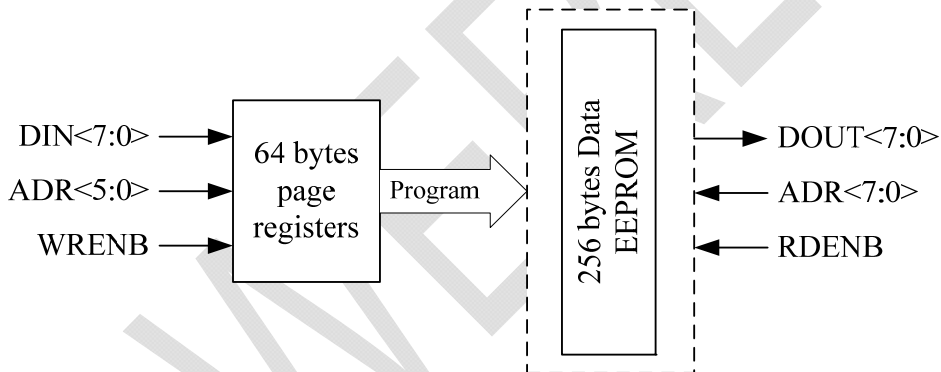 DIN<7:0>
ADR<5:0>
WRENB
64 bytes
page
registers
Program
256 bytes Data
EEPROM
DOUT<7:0>
ADR<7:0>
RDENB